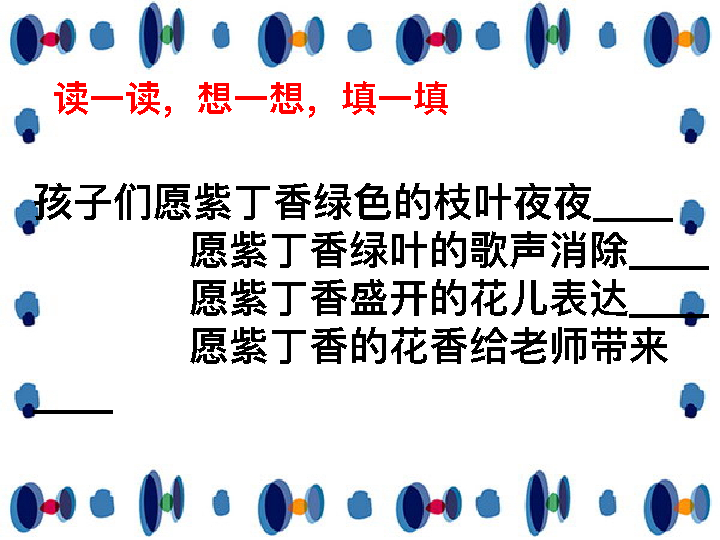 读一读，想一想，填一填
孩子们愿紫丁香绿色的枝叶夜夜____
愿紫丁香绿叶的歌声消除____
愿紫丁香盛开的花儿表达____
愿紫丁香的花香给老师带来
____